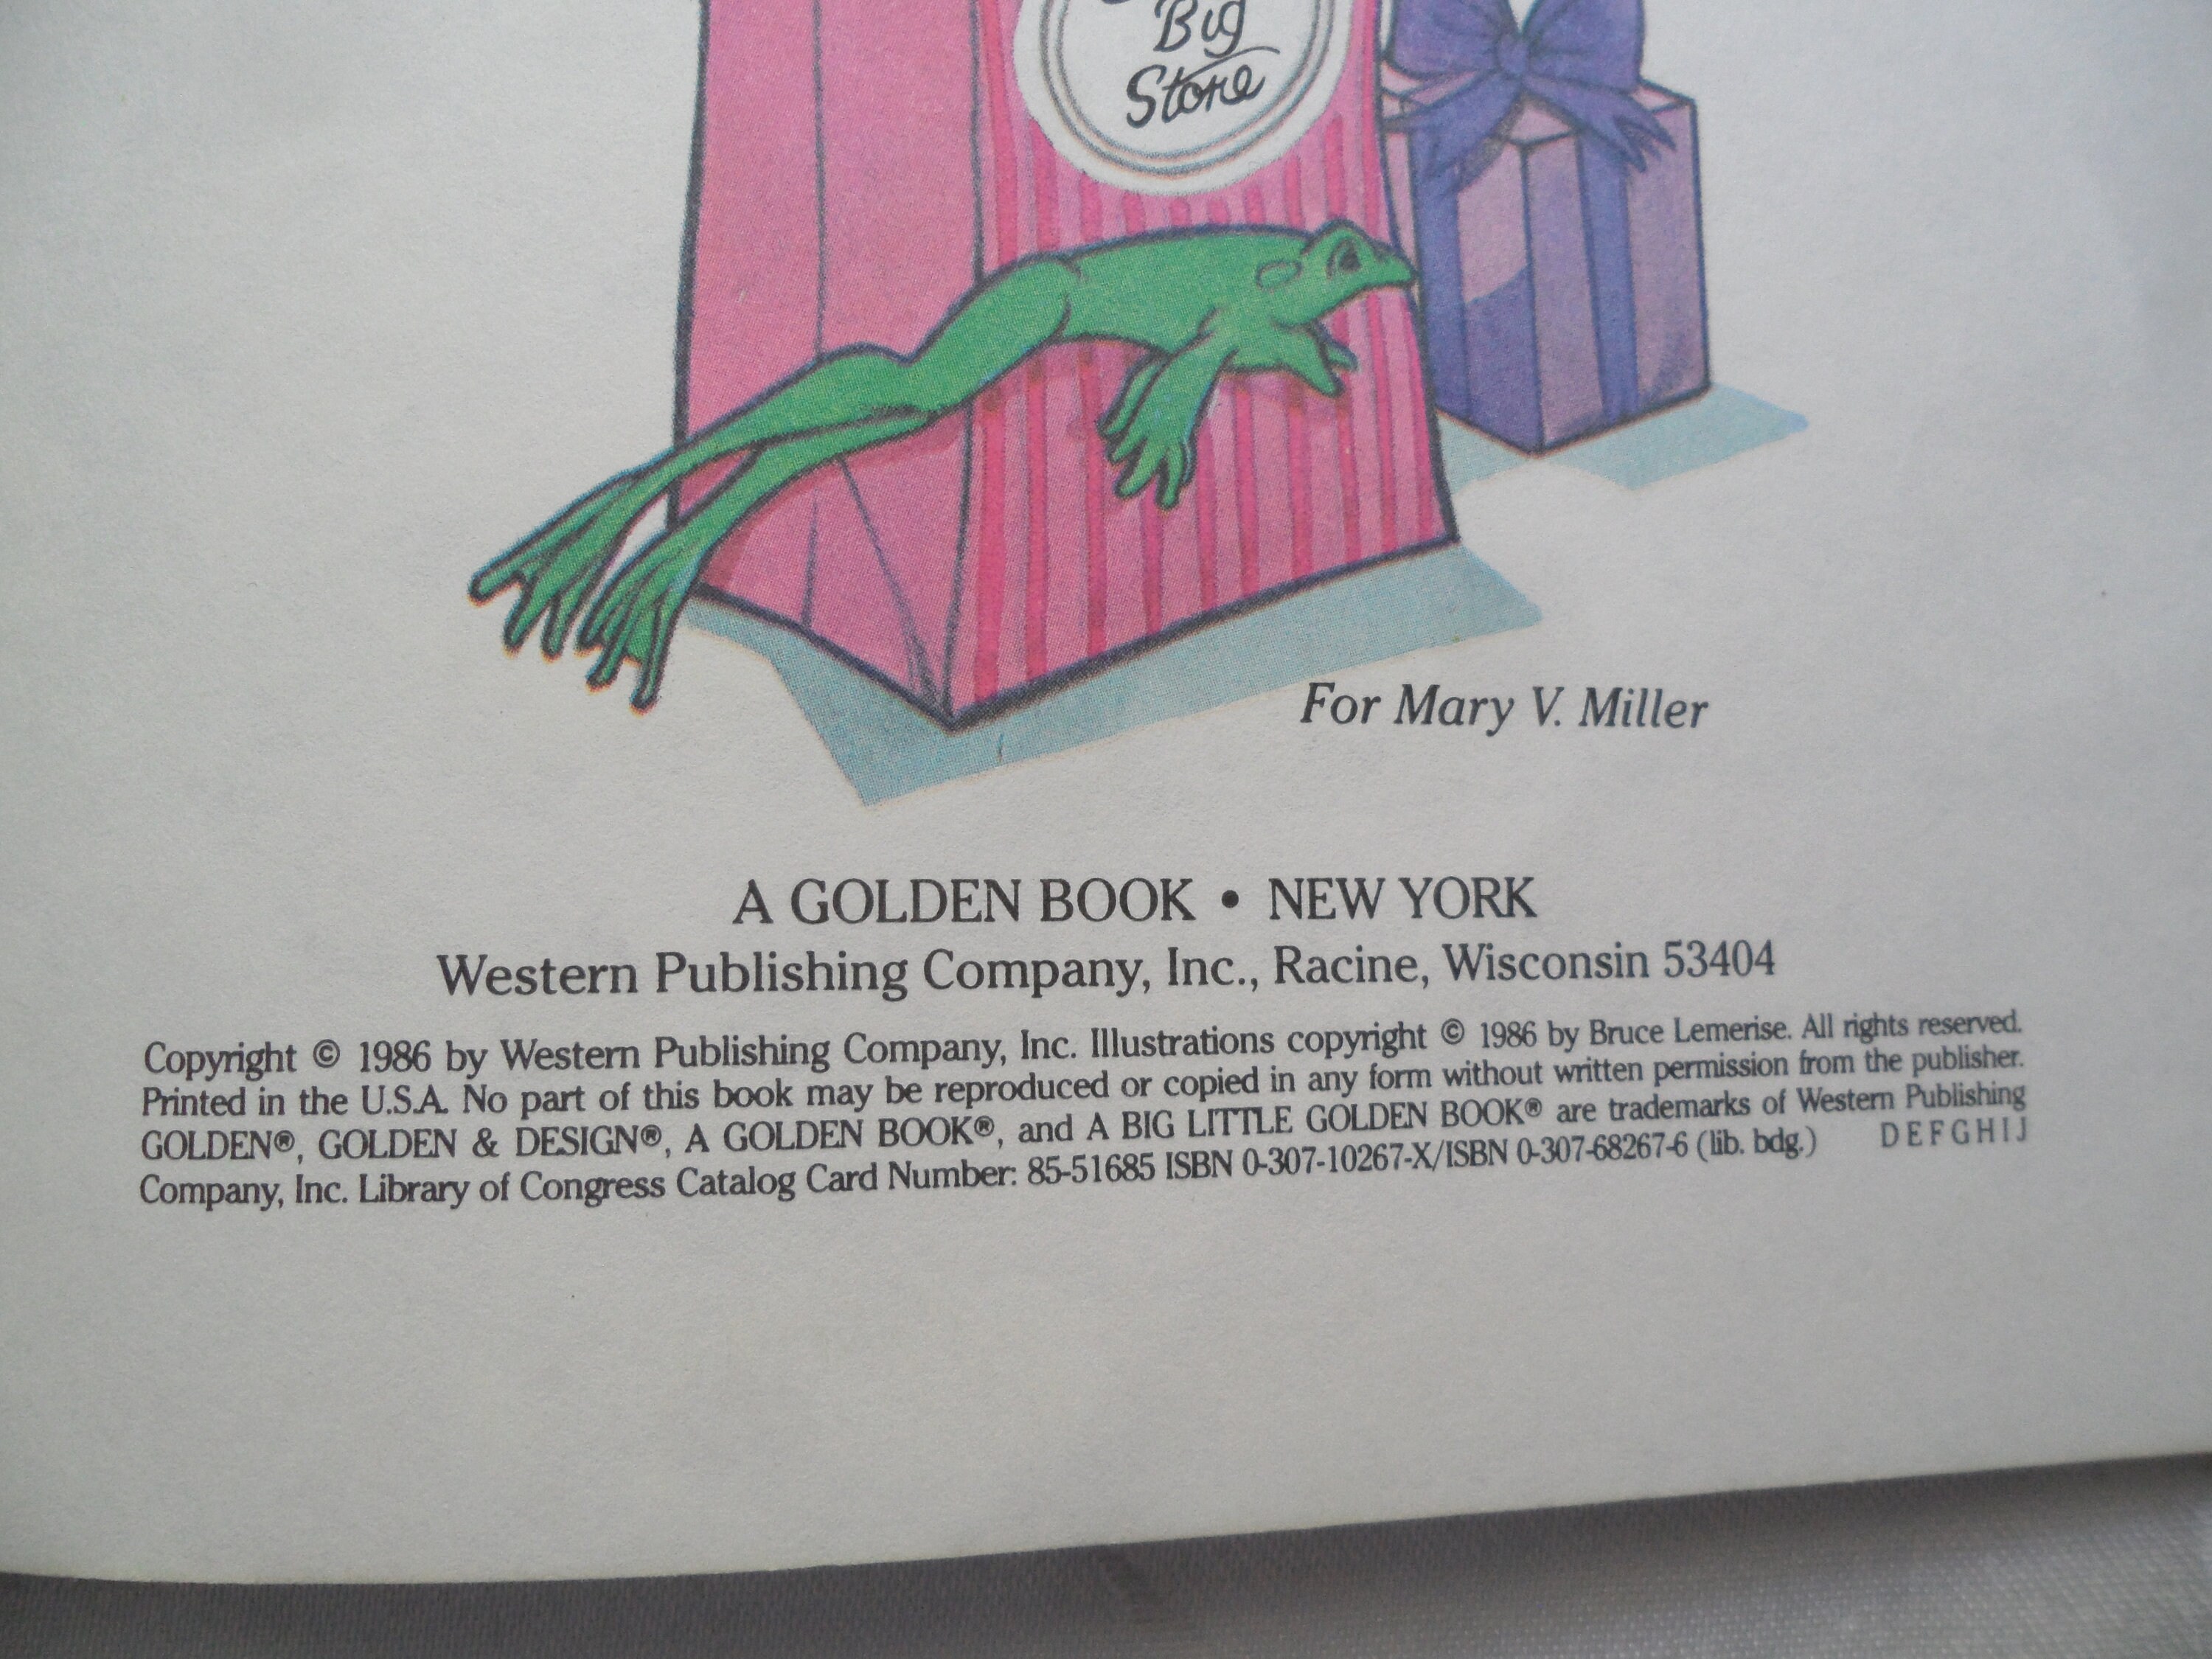 Big
Store
For Mary V. Miller
A GOLDEN BOOK • NEW YORK
Western Publishing Company, Inc., Racine, Wisconsin 53404
Copyright © 1986 by Western Publishing Company, Inc. Illustrations copyright © 1986 by Bruce Lemerise. All rights reserved.
Printed in the U.S.A. No part of this book may be reproduced or copied in any form without written permission from the publisher.
GOLDEN®, GOLDEN & DESIGN®, A GOLDEN BOOK®, and A BIG LITTLE GOLDEN BOOK® are trademarks of Western Publishing
Company, Inc. Library of Congress Catalog Card Number: 85-51685 ISBN 0-307-10267-X/ISBN 0-307-68267-6 (lib. bdg.) D E F G H I J